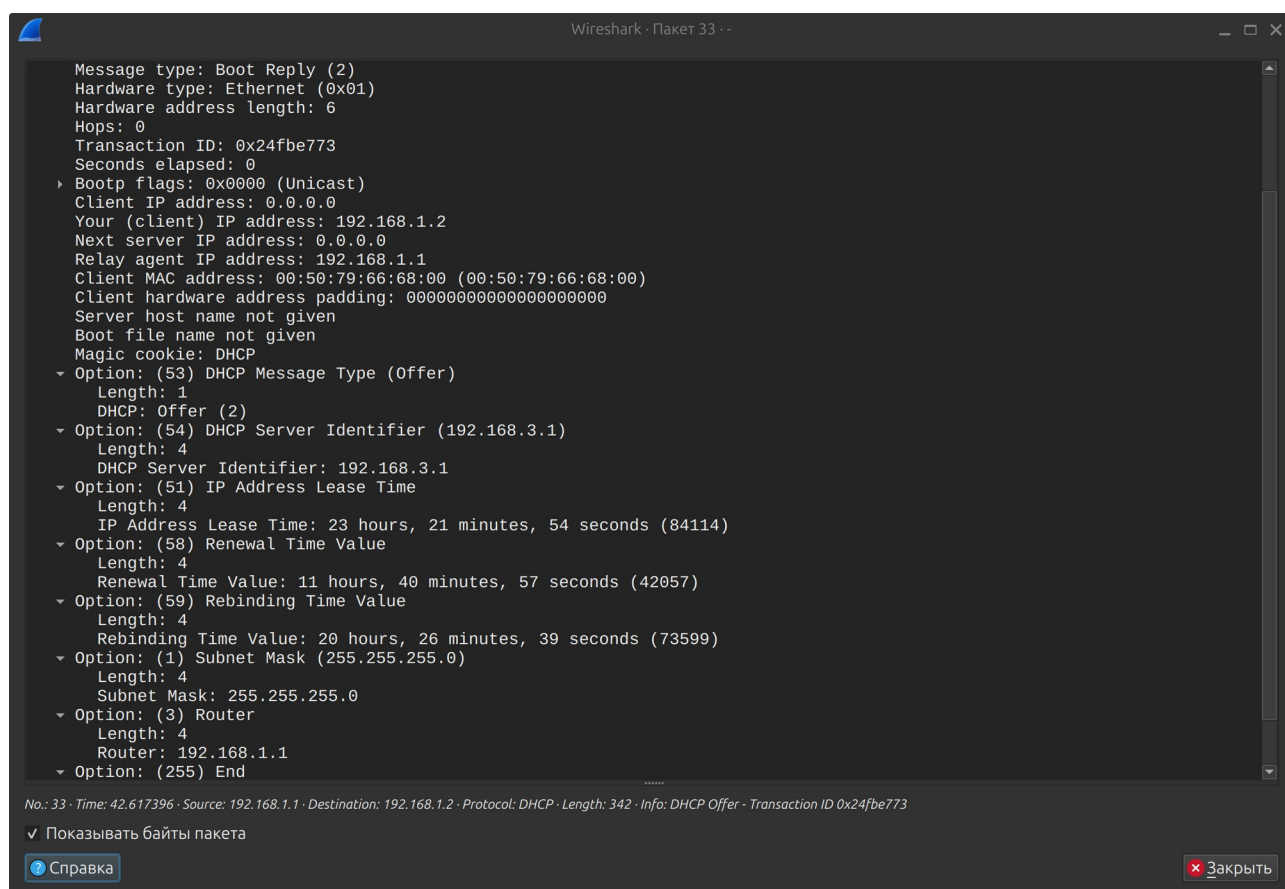 Wireshark · Пакет 33 · -
Message type: Boot Reply (2)
Hardware type: Ethernet (0x01)
Hardware address length: 6
Hops: 0
Transaction ID: 0x24fbe773
Seconds elapsed: 0
Bootp flags: 0x0000 (Unicast)
Client IP address: 0.0.0.0
Your (client) IP address: 192.168.1.2
Next server IP address: 0.0.0.0
Relay agent IP address: 192.168.1.1
Client MAC address: 00:50:79:66:68:00 (00:50:79:66:68:00)
Client hardware address padding: 00000000000000000000
Server host name not given
Boot file name not given
Magic cookie: DHCP
Option: (53) DHCP Message Type (Offer)
Length: 1
DHCP: Offer (2)
Option: (54) DHCP Server Identifier (192.168.3.1)
Length: 4
DHCP Server Identifier: 192.168.3.1
Option: (51) IP Address Lease Time
Length: 4
IP Address Lease Time: 23 hours, 21 minutes, 54 seconds (84114)
Option: (58) Renewal Time Value
Length: 4
Renewal Time Value: 11 hours, 40 minutes, 57 seconds (42057)
Option: (59) Rebinding Time Value
Length: 4
Rebinding Time Value: 20 hours, 26 minutes, 39 seconds (73599)
Option: (1) Subnet Mask (255.255.255.0)
Length: 4
Subnet Mask: 255.255.255.0
Option: (3) Router
Length: 4
Router: 192.168.1.1
Option: (255) End
No.: 33 · Time: 42.617396 · Source: 192.168.1.1 · Destination: 192.168.1.2 · Protocol: DHCP · Length: 342 · Info: DHCP Offer - Transaction ID 0x24fbe773
Показывать байты пакета
Справка
Закрыть